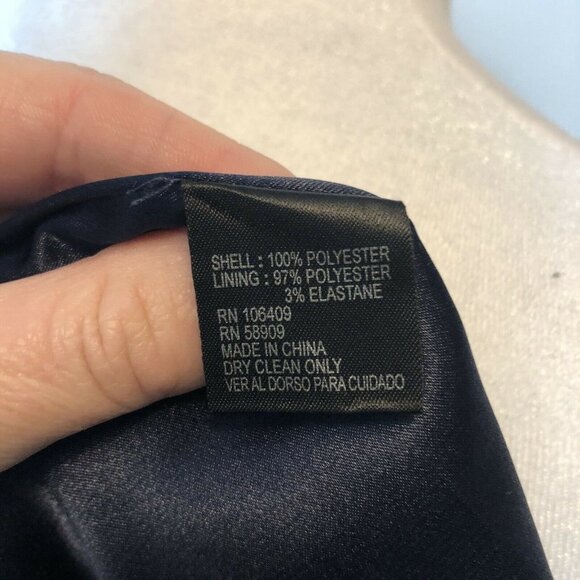 SHELL : 100% POLYESTER
LINING : 97% POLYESTER
3% ELASTANE
RN 106409
RN 58909
MADE IN CHINA
DRY CLEAN ONLY
VER AL DORSO PARA CUIDADO